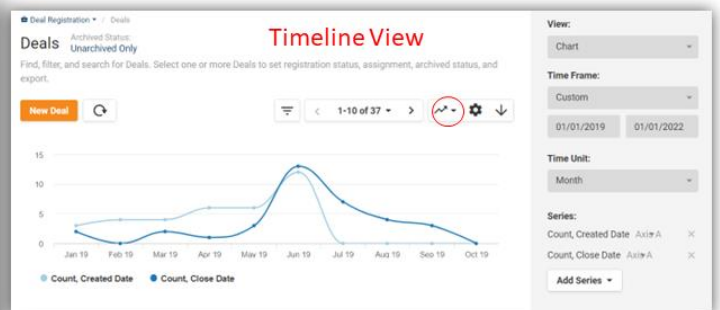 Deal Registration / Deals
Timeline View
Deals Archived Status:
Unarchived Only
Find, filter, and search for Deals. Select one or more Deals to set registration status, assignment, archived status, and
export.
New Deal
1-10 of 37
15
10
5
0
Jan 19 Feb 19 Mar 19 Apr 19 May 19 Jun 19 Jul 19 Aug 19 Sep 19 Oct 19
Count, Created Date Count, Close Date
View:
Chart
Time Frame:
Custom
01/01/2019 01/01/2022
Time Unit:
Month
Series:
Count, Created Date Axis A
Count, Close Date Axis A
Add Series